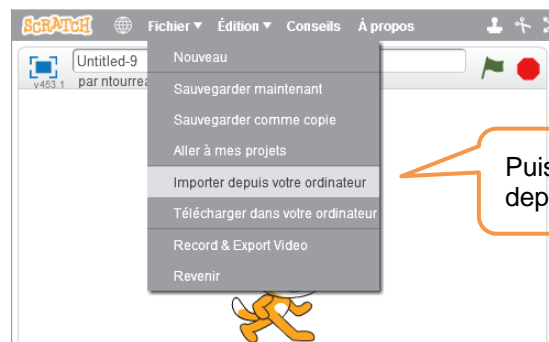 SCRATCH Fichier ▼ Édition ▼ Conseils À propos
Untitled-9
v453.1 par ntourrea
Nouveau
Sauvegarder maintenant
Sauvegarder comme copie
Aller à mes projets
Importer depuis votre ordinateur
Télécharger dans votre ordinateur
Record & Export Video
Revenir
Puis
dep